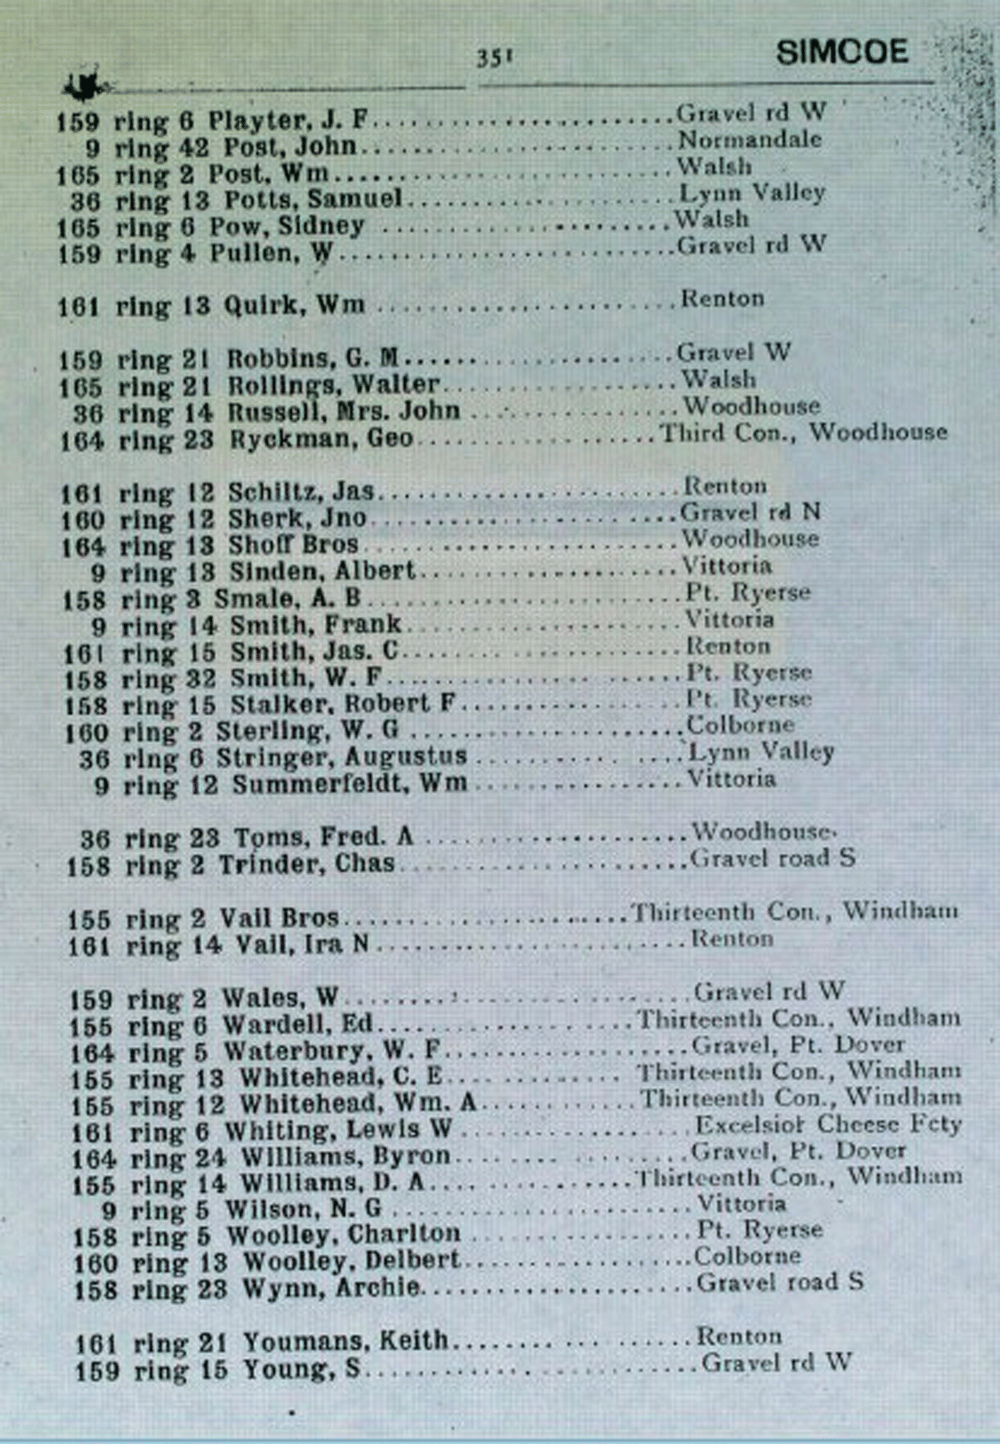 351 SIMCOE
159 ring 6 Playter, J. F. Gravel rd W
9 ring 42 Post, John Normandale
165 ring 2 Post, Wm Walsh
36 ring 13 Potts, Samuel Lynn Valley
165 ring 6 Pow, Sidney Walsh
159 ring 4 Pullen, W Gravel rd W
161 ring 13 Quirk, Wm Renton
159 ring 21 Robbins, G. M Gravel W
165 ring 21 Rollings, Walter Walsh
36 ring 14 Russell, Mrs. John Woodhouse
164 ring 23 Ryckman, Geo Third Con., Woodhouse
161 ring 12 Schiltz, Jas Renton
160 ring 12 Sherk, Jno Gravel rd N
164 ring 13 Shoff Bros Woodhouse
9 ring 13 Sinden, Albert Vittoria
158 ring 3 Smale, A. B Pt. Ryerse
9 ring 14 Smith, Frank Vittoria
161 ring 15 Smith, Jas. C Renton
158 ring 32 Smith, W. F Pt. Ryerse
158 ring 15 Stalker, Robert F Pt. Ryerse
160 ring 2 Sterling, W. G Colborne
36 ring 6 Stringer, Augustus Lynn Valley
9 ring 12 Summerfeldt, Wm Vittoria
36 ring 23 Toms, Fred. A Woodhouse
158 ring 2 Trinder, Chas Gravel road S
155 ring 2 Vail Bros Thirteenth Con., Windham
161 ring 14 Vail, Ira N Renton
159 ring 2 Wales, W Gravel rd W
155 ring 6 Wardell, Ed Thirteenth Con., Windham
164 ring 5 Waterbury, W. F Gravel, Pt. Dover
155 ring 13 Whitehead, C. E Thirteenth Con., Windham
155 ring 12 Whitehead, Wm. A Thirteenth Con., Windham
161 ring 6 Whiting, Lewis W Excelsior Cheese Fcty
164 ring 24 Williams, Byron Gravel, Pt. Dover
155 ring 14 Williams, D. A Thirteenth Con., Windham
9 ring 5 Wilson, N. G Vittoria
158 ring 5 Woolley, Charlton Pt. Ryerse
160 ring 13 Woolley, Delbert Colborne
158 ring 23 Wynn, Archie Gravel road S
161 ring 21 Youmans, Keith Renton
159 ring 15 Young, S Gravel rd W